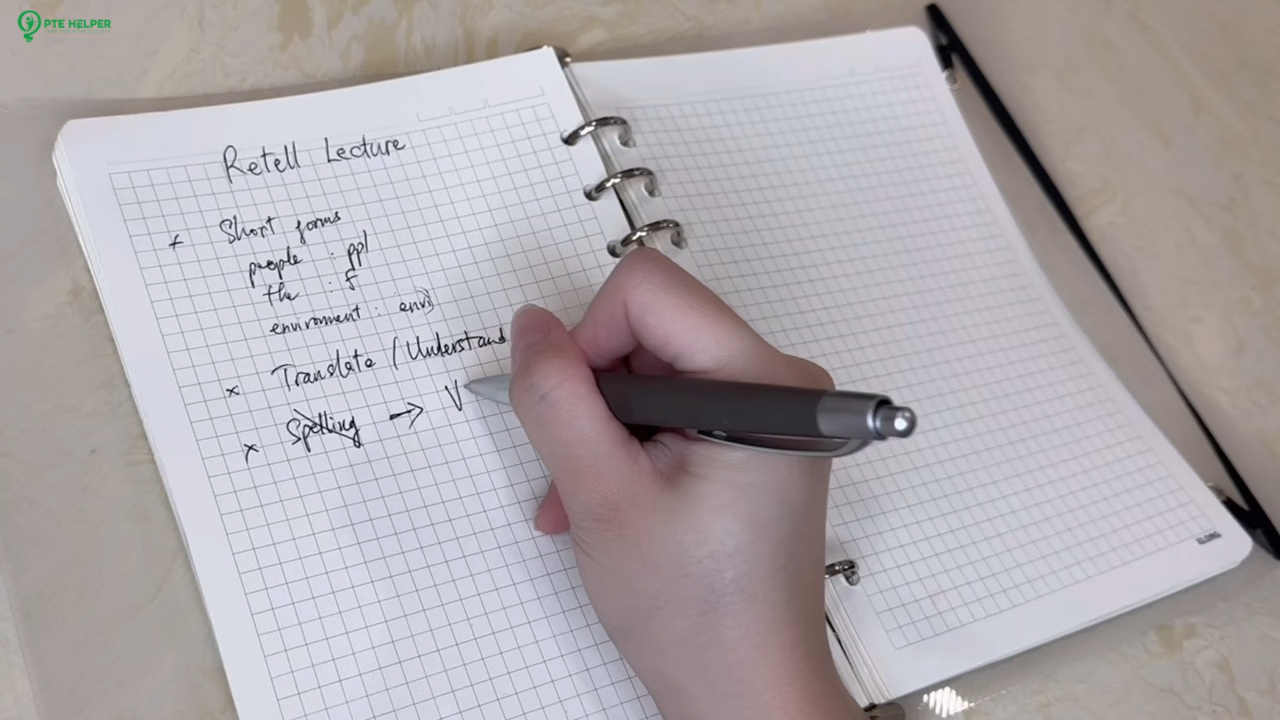 PTE HELPER
Retell Lecture
Short forms
people : ppl
the : f
environment : envi
x Translate / Understand
x Spelling → V